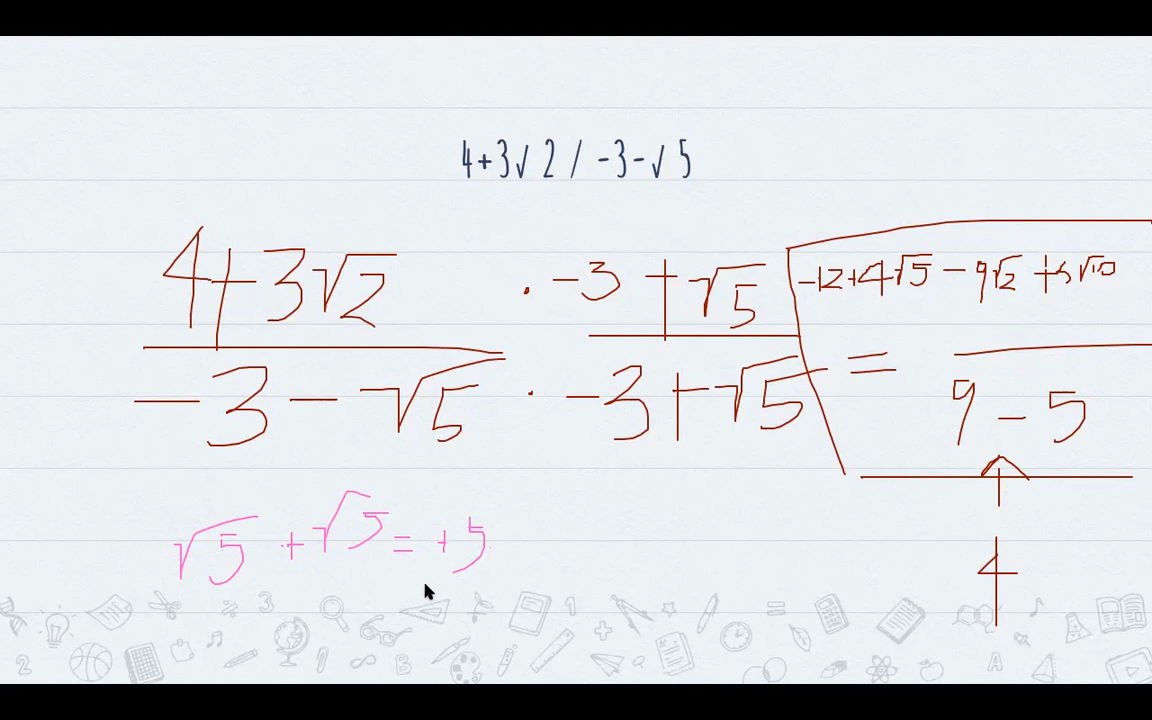 4+3√2 / -3-√5
4+3√2 · -3+√5 -12+4√5-9√2+3√10
-3-√5 · -3+√5 = 9-5
√5+√5=+5
4